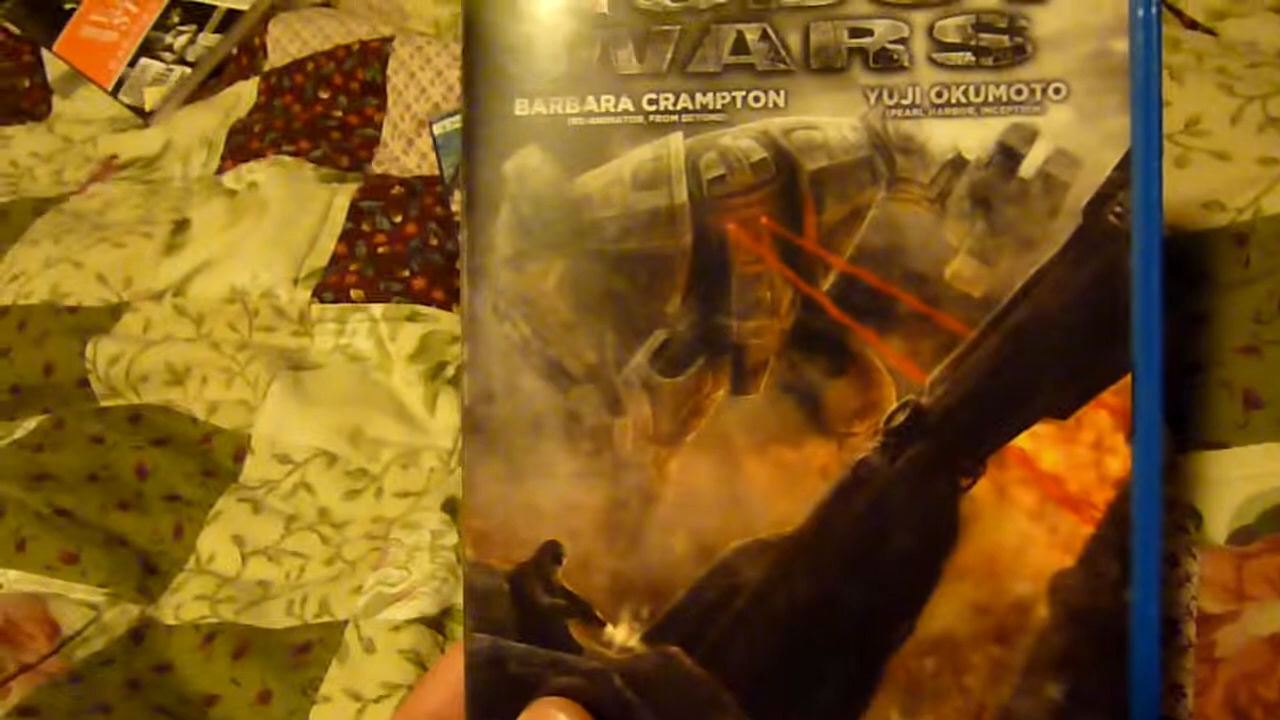 WARS
BARBARA CRAMPTON
YUJI OKUMOTO
(RE-ANIMATOR, FROM BEYOND)
(PEARL HARBOR, INCEPTION)